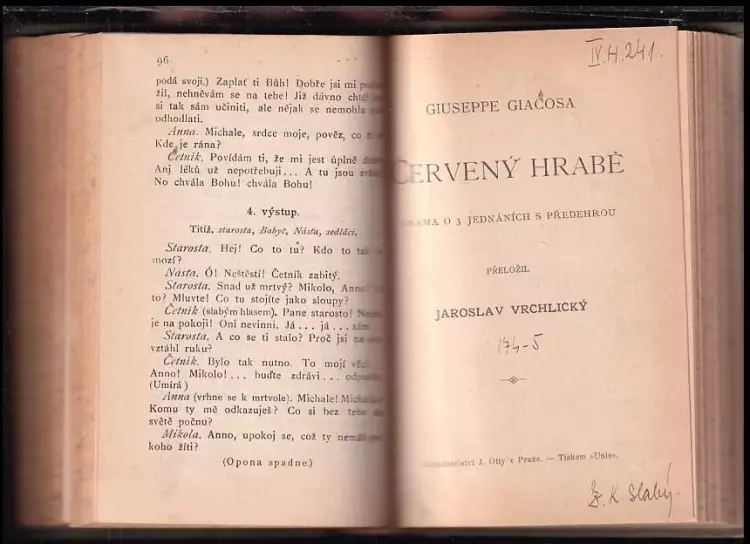 96
podá svoji.) Zaplať ti Bůh! Dobře jsi mi
žil, nehněvám se na tebe! Již dávno
si tak sám učiniti, ale nějak se nemohla
odhodlati.
Anna. Michale, srdce moje, pověz, co
Kde je rána?
Četník. Povídám ti, že mi jest úplně
Ani léků už nepotřebuji... A tu jsou
No chvála Bohu! chvála Bohu!
4. výstup.
Titíž, starosta, Babyč, Násťa, sedláci.
Starosta. Hej! Co to tu? Kdo to tak
mozí?
Násťa. Ó! Neštěstí! Četník zabitý.
Starosta. Snad už mrtvý? Mikolo, Anno!
to? Mluvte! Co tu stojíte jako sloupy?
Četník (slabým hlasem). Pane starosto!
je na pokoji! Oni nevinni. Já... já...
Starosta. A co se ti stalo? Proč jsi
vztáhl ruku?
Četník. Bylo tak nutno. To mojí
Anno! Mikolo!... buďte zdrávi...
(Umírá)
Anna (vrhne se k mrtvole). Michale!
Komu ty mě odkazuješ? Co si bez
světě počnu?
Mikola. Anno, upokoj se, což ty
koho žíti?
(Opona spadne.)
IV.H.241.
GIUSEPPE GIACOSA
ČERVENÝ HRABĚ
DRAMA O 3 JEDNÁNÍCH S PŘEDEHROU
PŘELOŽIL
JAROSLAV VRCHLICKÝ
174-5
J. Otty v Praze. — Tiskem »Unie«.
K. Slabý.